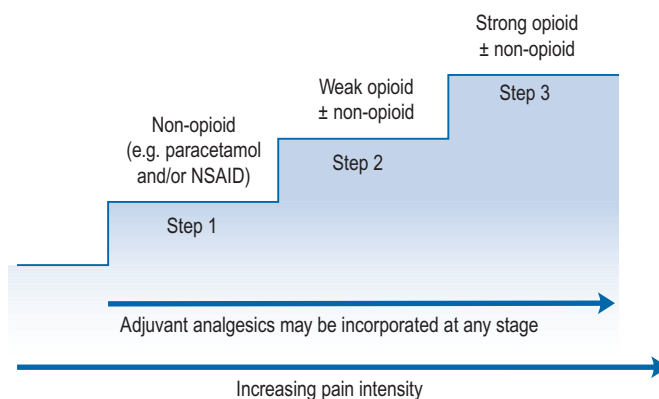 Strong opioid
± non-opioid
Step 3
Weak opioid
± non-opioid
Step 2
Non-opioid
(e.g. paracetamol
and/or NSAID)
Step 1
Adjuvant analgesics may be incorporated at any stage
Increasing pain intensity